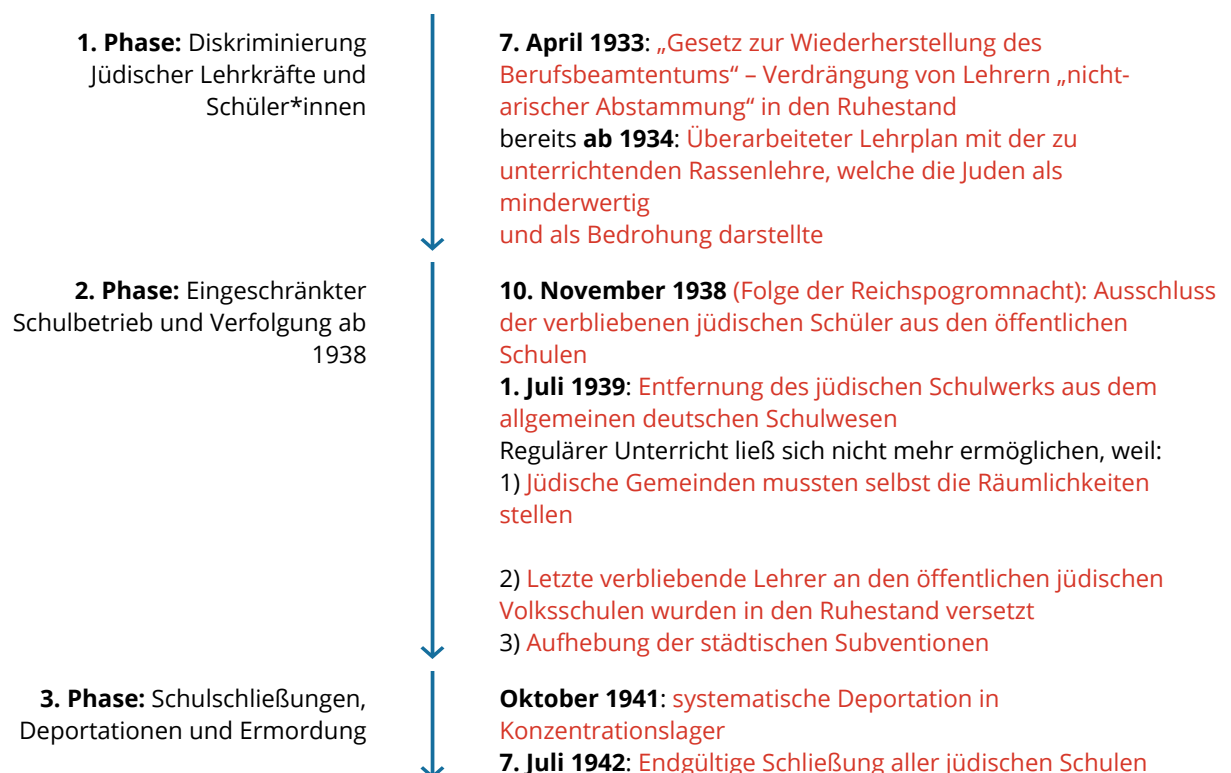 1. Phase: Diskriminierung
Jüdischer Lehrkräfte und
Schüler*innen
7. April 1933: „Gesetz zur Wiederherstellung des
Berufsbeamtentums“ – Verdrängung von Lehrern „nicht-
arischer Abstammung“ in den Ruhestand
bereits ab 1934: Überarbeiteter Lehrplan mit der zu
unterrichtenden Rassenlehre, welche die Juden als
minderwertig
und als Bedrohung darstellte
2. Phase: Eingeschränkter
Schulbetrieb und Verfolgung ab
1938
10. November 1938 (Folge der Reichspogromnacht): Ausschluss
der verbliebenen jüdischen Schüler aus den öffentlichen
Schulen
1. Juli 1939: Entfernung des jüdischen Schulwerks aus dem
allgemeinen deutschen Schulwesen
Regulärer Unterricht ließ sich nicht mehr ermöglichen, weil:
1) Jüdische Gemeinden mussten selbst die Räumlichkeiten
stellen
2) Letzte verbliebende Lehrer an den öffentlichen jüdischen
Volksschulen wurden in den Ruhestand versetzt
3) Aufhebung der städtischen Subventionen
3. Phase: Schulschließungen,
Deportationen und Ermordung
Oktober 1941: systematische Deportation in
Konzentrationslager
7. Juli 1942: Endgültige Schließung aller jüdischen Schulen